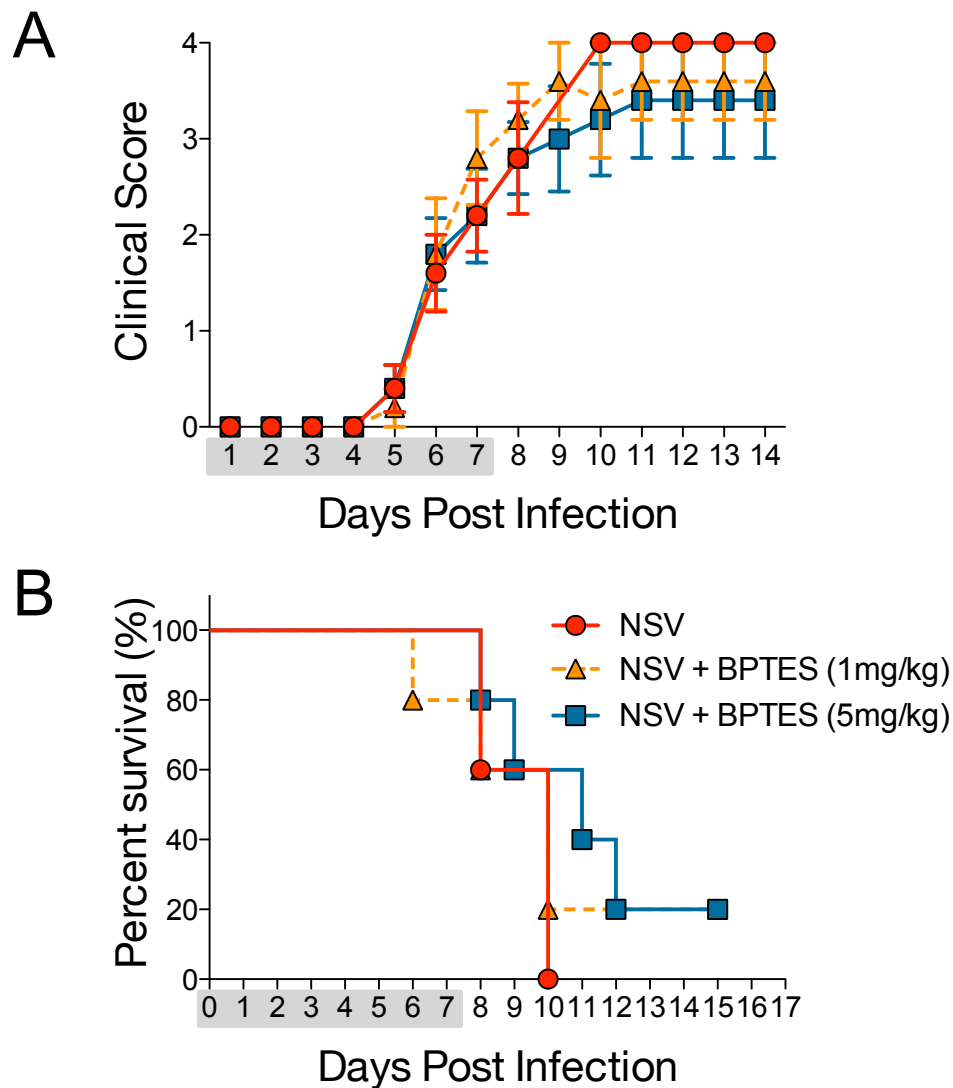 A
4
3
2
1
0
Clinical Score
1 2 3 4 5 6 7 8 9 10 11 12 13 14
Days Post Infection
B
100
80
60
40
20
0
Percent survival (%)
NSV
NSV + BPTES (1mg/kg)
NSV + BPTES (5mg/kg)
0 1 2 3 4 5 6 7 8 9 10 11 12 13 14 15 16 17
Days Post Infection